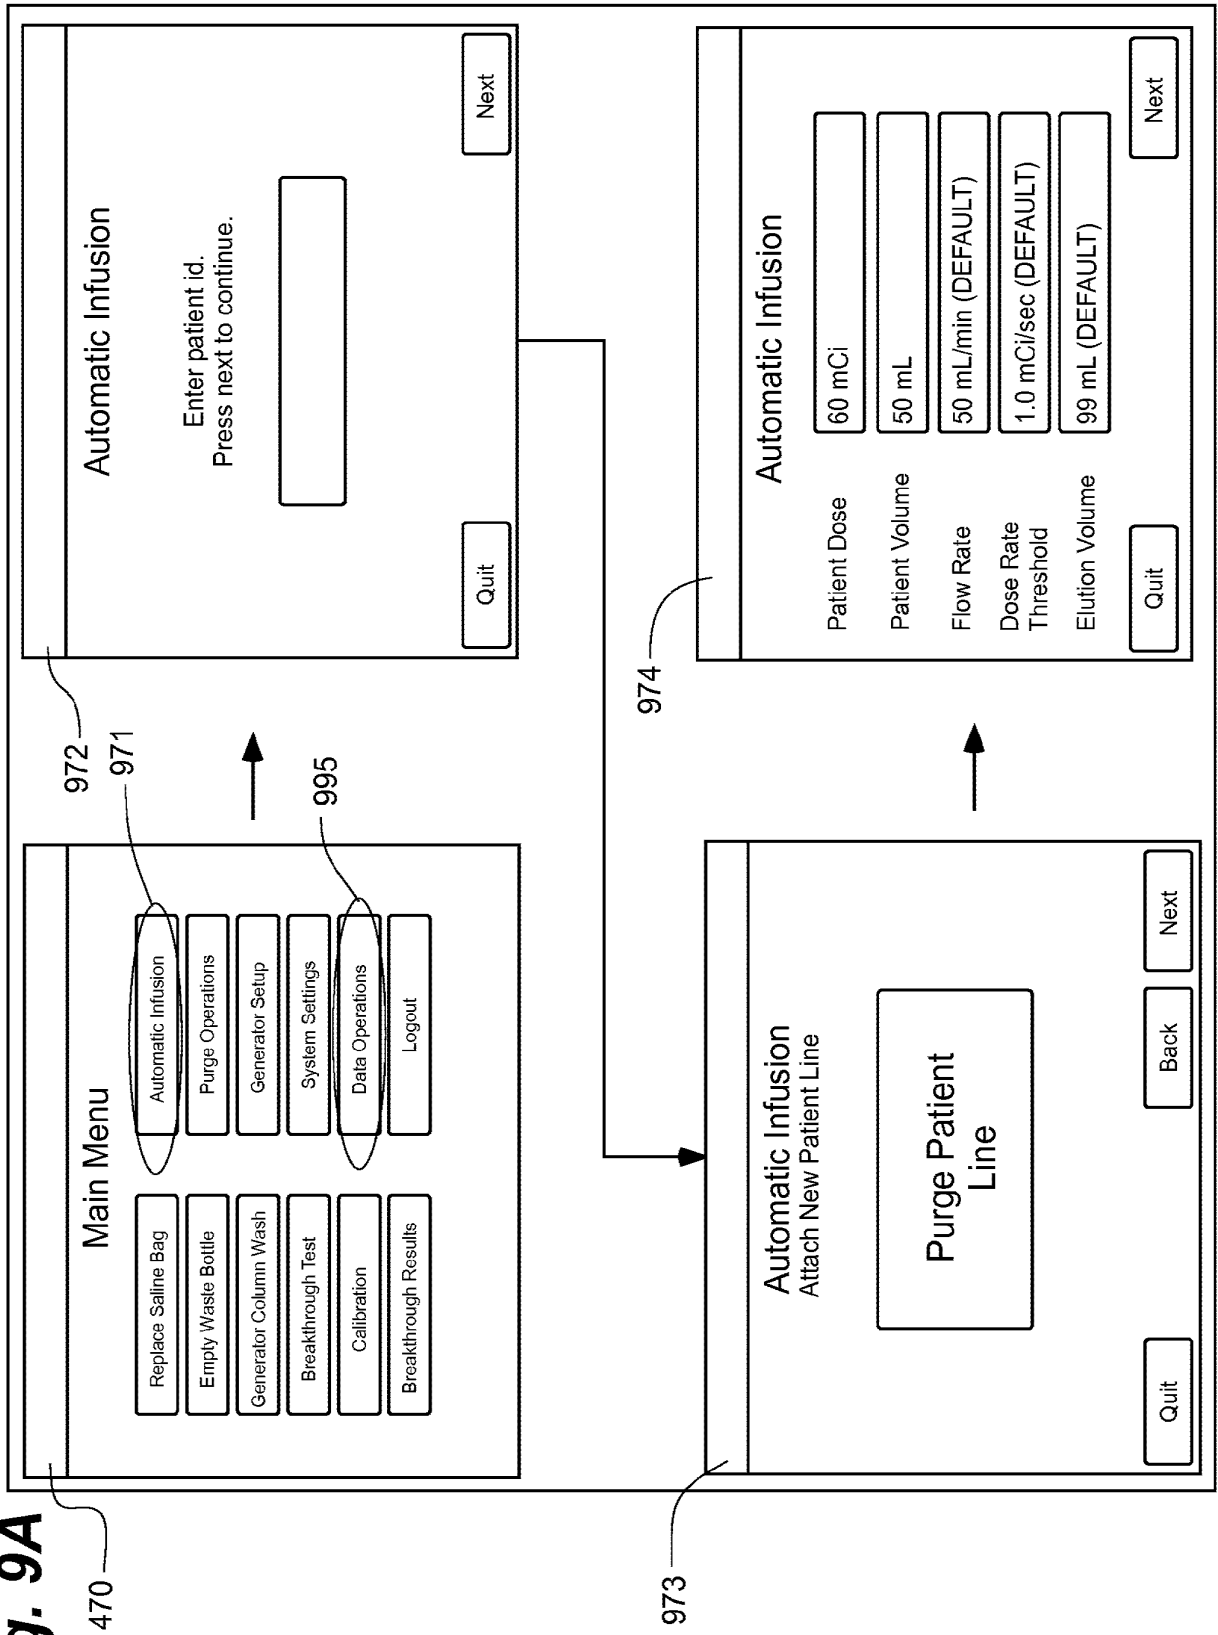 g. 9A
470
Main Menu
Replace Saline Bag
Empty Waste Bottle
Generator Column Wash
Breakthrough Test
Calibration
Breakthrough Results
Automatic Infusion
Purge Operations
Generator Setup
System Settings
Data Operations
Logout
971
995
972
Automatic Infusion
Enter patient id.
Press next to continue.
Quit
Next
973
Automatic Infusion
Attach New Patient Line
Purge Patient
Line
Quit
Back
Next
974
Automatic Infusion
Patient Dose
60 mCi
Patient Volume
50 mL
Flow Rate
50 mL/min (DEFAULT)
Dose Rate
Threshold
1.0 mCi/sec (DEFAULT)
Elution Volume
99 mL (DEFAULT)
Quit
Next